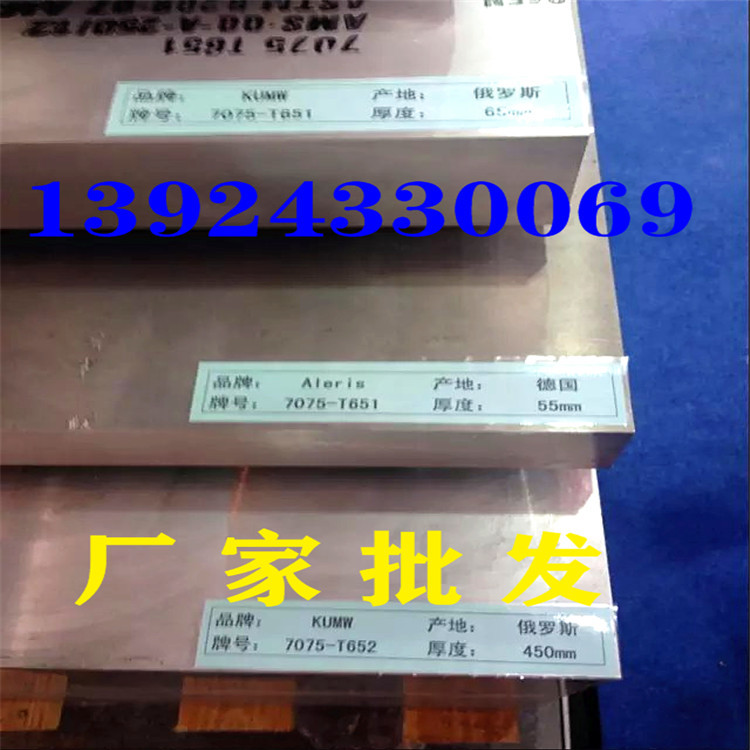 7075 T651
品牌: KUMW 产地: 俄罗斯
牌号: 7075-T651 厚度: 65mm
13924330069
品牌: Aleris 产地: 德国
牌号: 7075-T651 厚度: 55mm
厂家批发
品牌: KUMW 产地: 俄罗斯
牌号: 7075-T652 厚度: 450mm